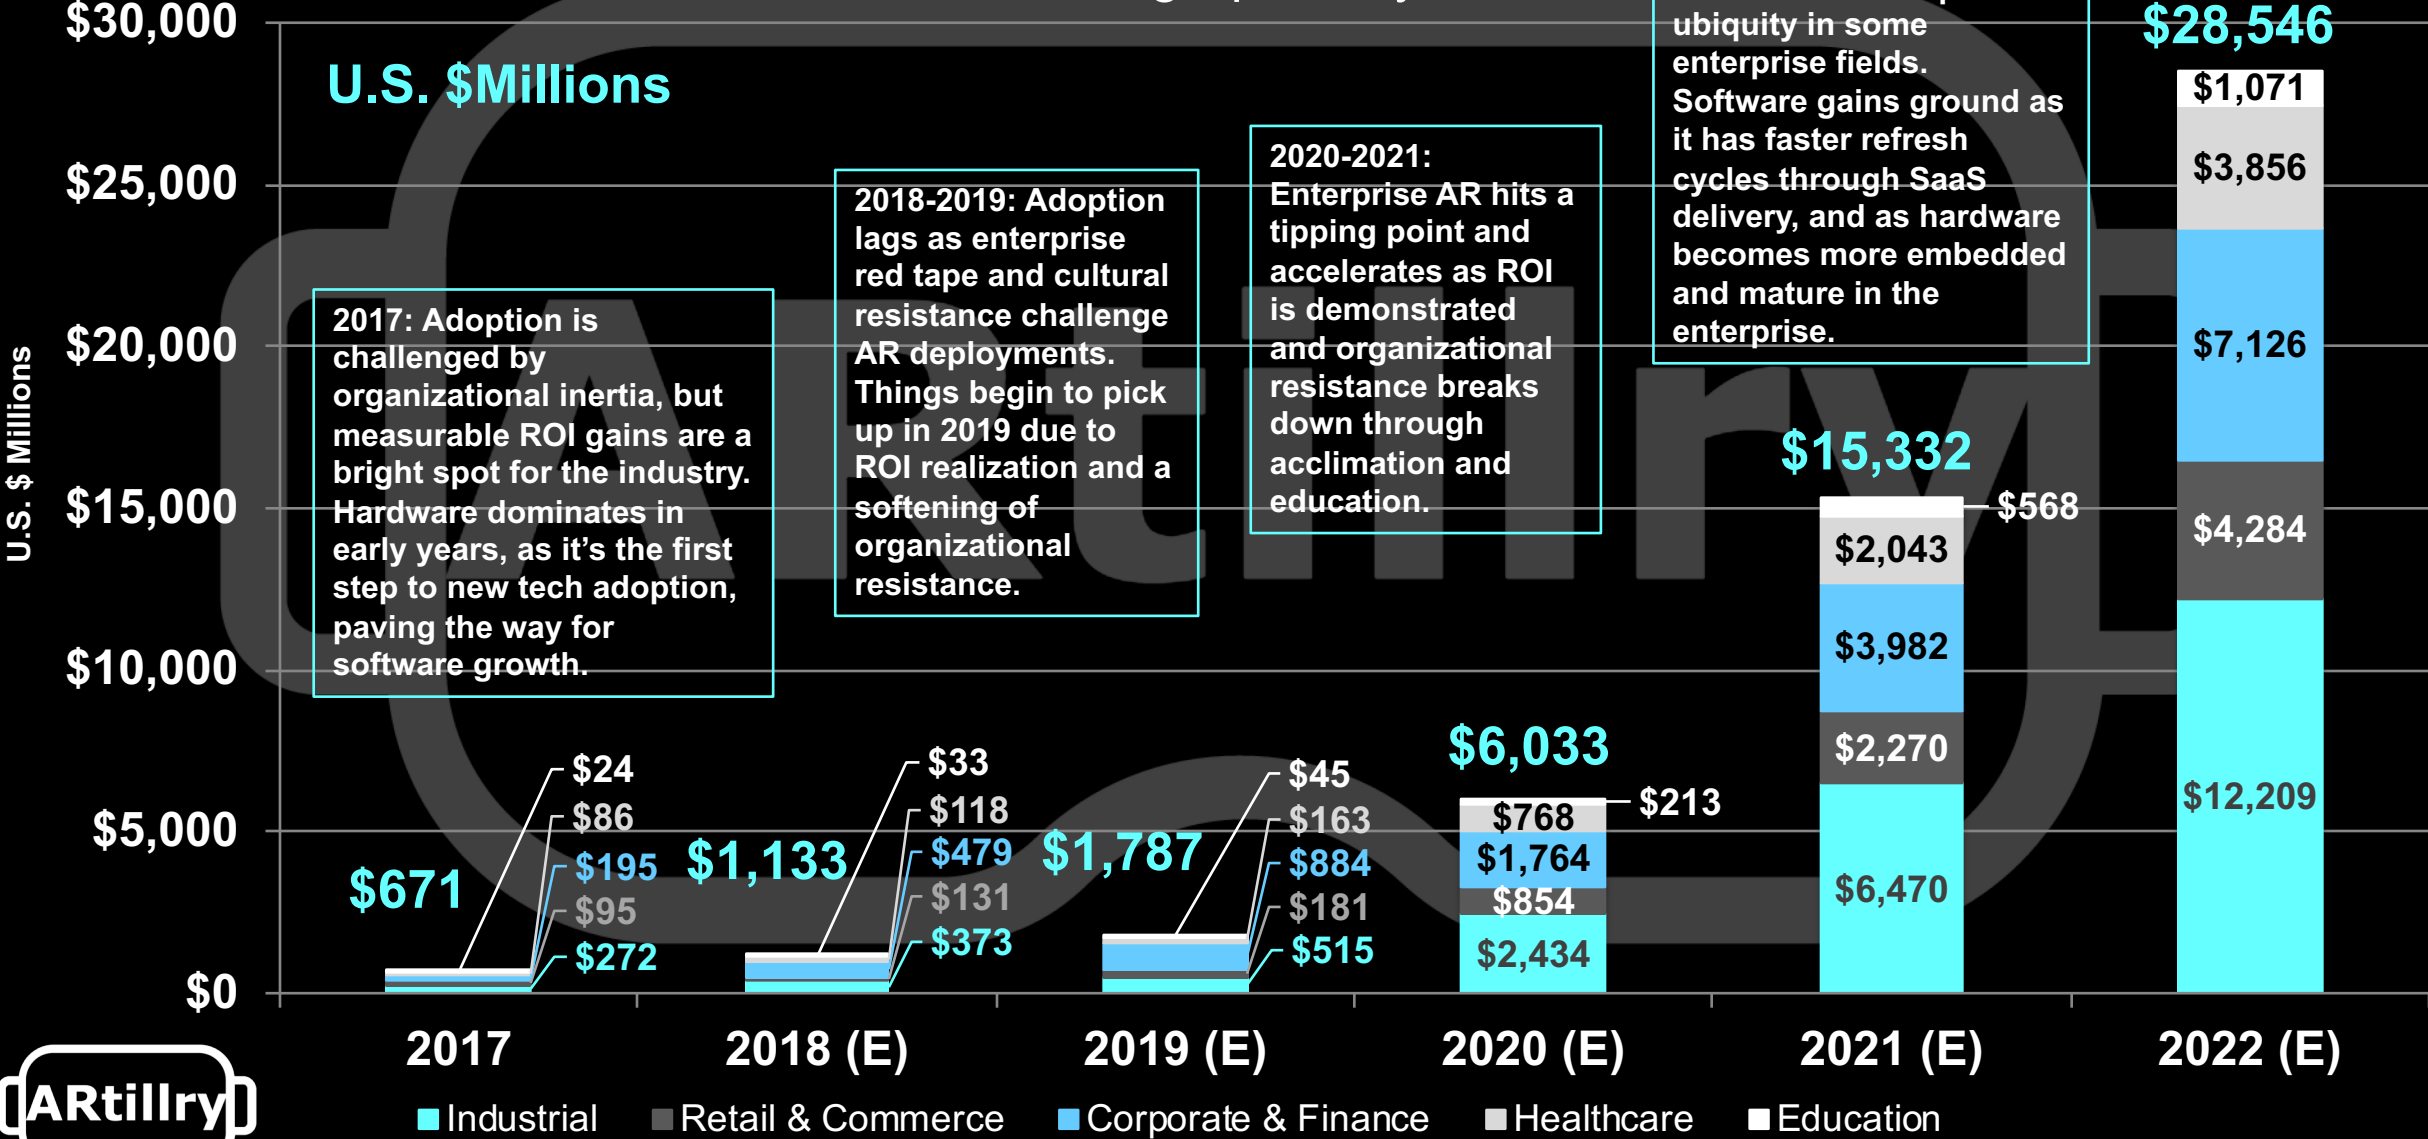 $30,000
$25,000
$20,000
$15,000
$10,000
$5,000
$0
U.S. $ Millions
U.S. $Millions
2017: Adoption is
challenged by
organizational inertia, but
measurable ROI gains are a
bright spot for the industry.
Hardware dominates in
early years, as it’s the first
step to new tech adoption,
paving the way for
software growth.
2018-2019: Adoption
lags as enterprise
red tape and cultural
resistance challenge
AR deployments.
Things begin to pick
up in 2019 due to
ROI realization and a
softening of
organizational
resistance.
2020-2021:
Enterprise AR hits a
tipping point and
accelerates as ROI
is demonstrated
and organizational
resistance breaks
down through
acclimation and
education.
ubiquity in some
enterprise fields.
Software gains ground as
it has faster refresh
cycles through SaaS
delivery, and as hardware
becomes more embedded
and mature in the
enterprise.
ARtillry
$671
$24
$86
$195
$95
$272
$1,133
$33
$118
$479
$131
$373
$1,787
$45
$163
$884
$181
$515
$6,033
$213
$768
$1,764
$854
$2,434
$15,332
$568
$2,043
$3,982
$2,270
$6,470
$28,546
$1,071
$3,856
$7,126
$4,284
$12,209
2017
2018 (E)
2019 (E)
2020 (E)
2021 (E)
2022 (E)
ARtillry
Industrial
Retail & Commerce
Corporate & Finance
Healthcare
Education